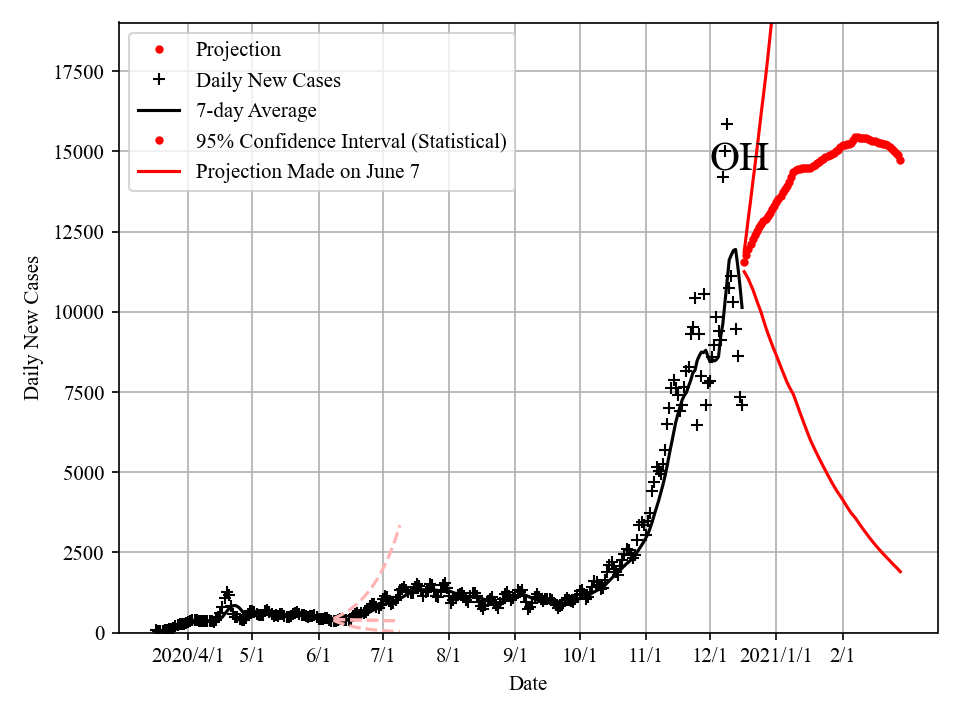 Projection
Daily New Cases
7-day Average
95% Confidence Interval (Statistical)
Projection Made on June 7
OH
17500
15000
12500
10000
7500
5000
2500
0
Daily New Cases
2020/4/1 5/1 6/1 7/1 8/1 9/1 10/1 11/1 12/1 2021/1/1 2/1
Date